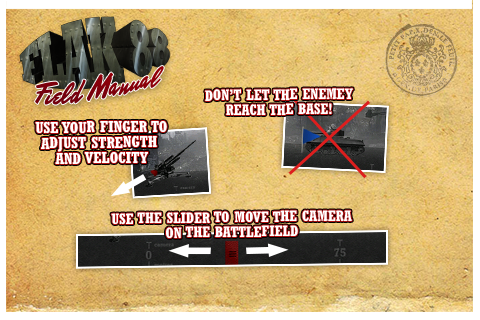 FLAK 88
Field Manual
DON'T LET THE ENEMEY
REACH THE BASE!
USE YOUR FINGER TO
ADJUST STRENGTH
AND VELOCITY
USE THE SLIDER TO MOVE THE CAMERA
ON THE BATTLEFIELD
0
75